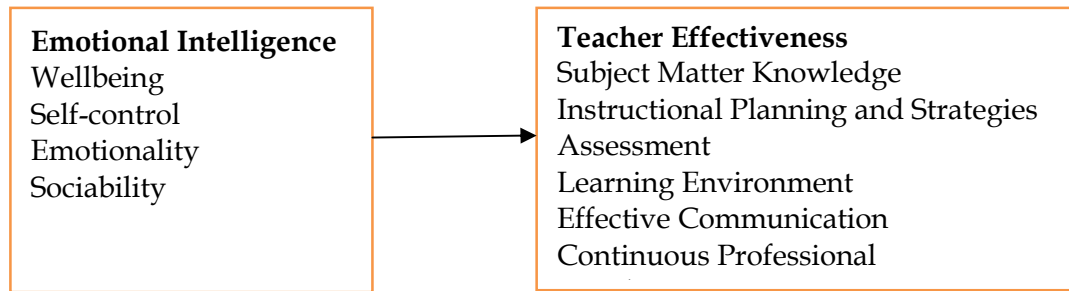 Emotional Intelligence
Wellbeing
Self-control
Emotionality
Sociability
Teacher Effectiveness
Subject Matter Knowledge
Instructional Planning and Strategies
Assessment
Learning Environment
Effective Communication
Continuous Professional